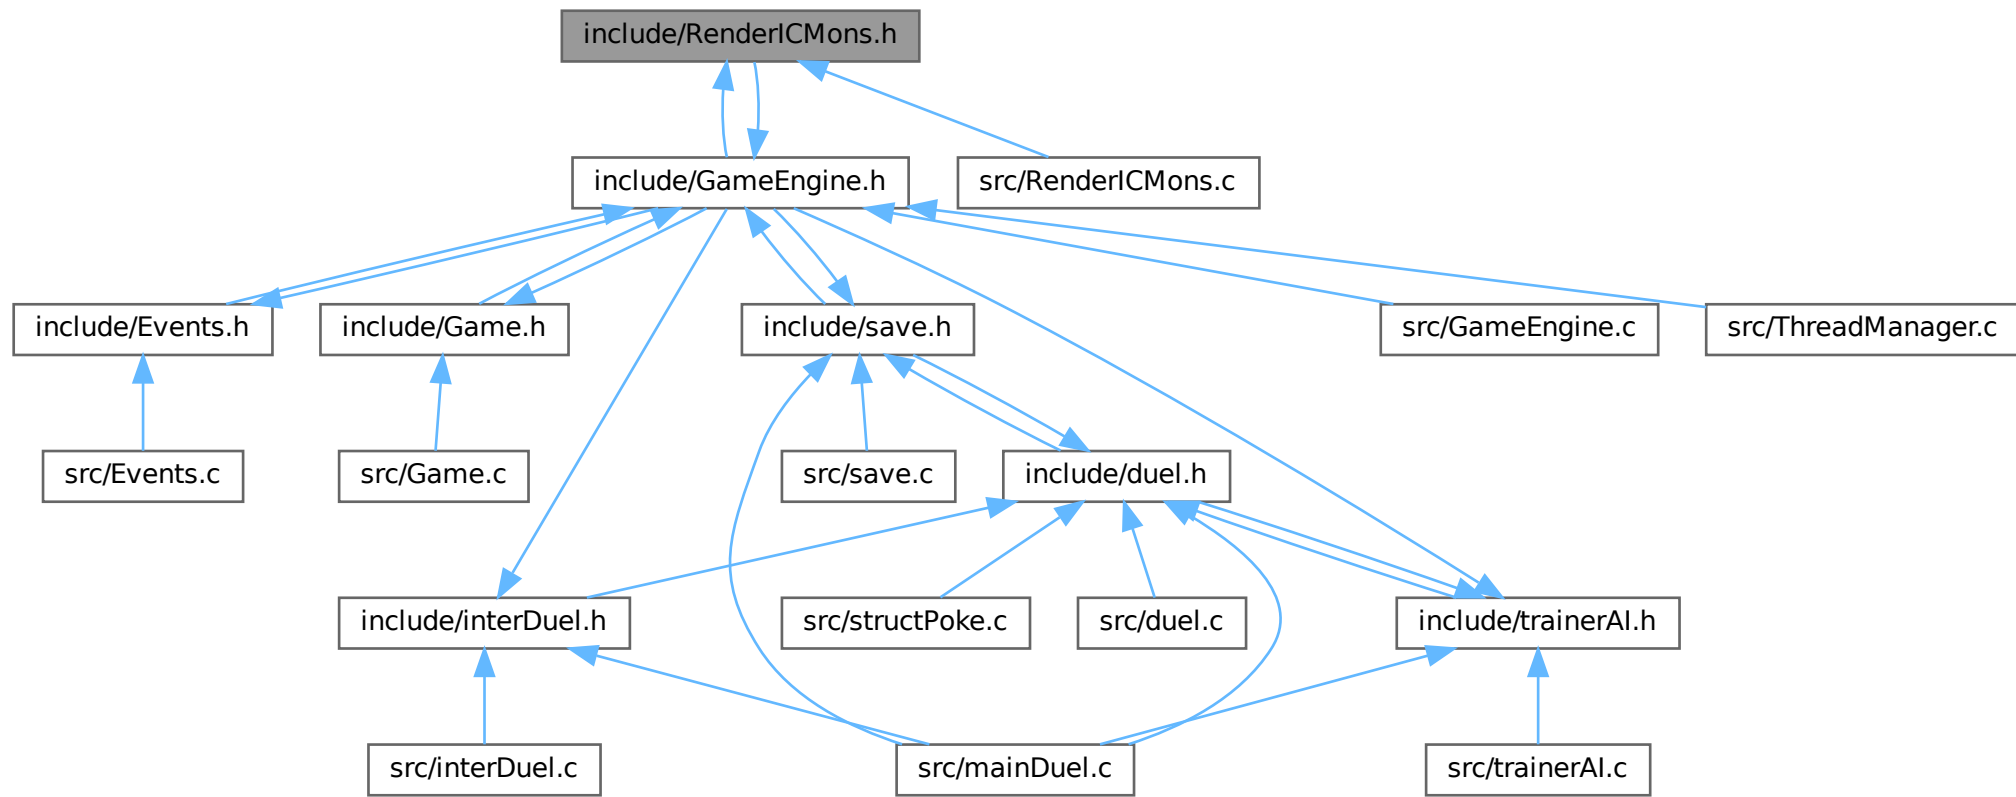 include/RenderICMons.h
include/GameEngine.h
src/RenderICMons.c
include/Events.h
include/Game.h
include/save.h
src/GameEngine.c
src/ThreadManager.c
src/Events.c
src/Game.c
src/save.c
include/duel.h
include/interDuel.h
src/structPoke.c
src/duel.c
include/trainerAI.h
src/interDuel.c
src/mainDuel.c
src/trainerAI.c